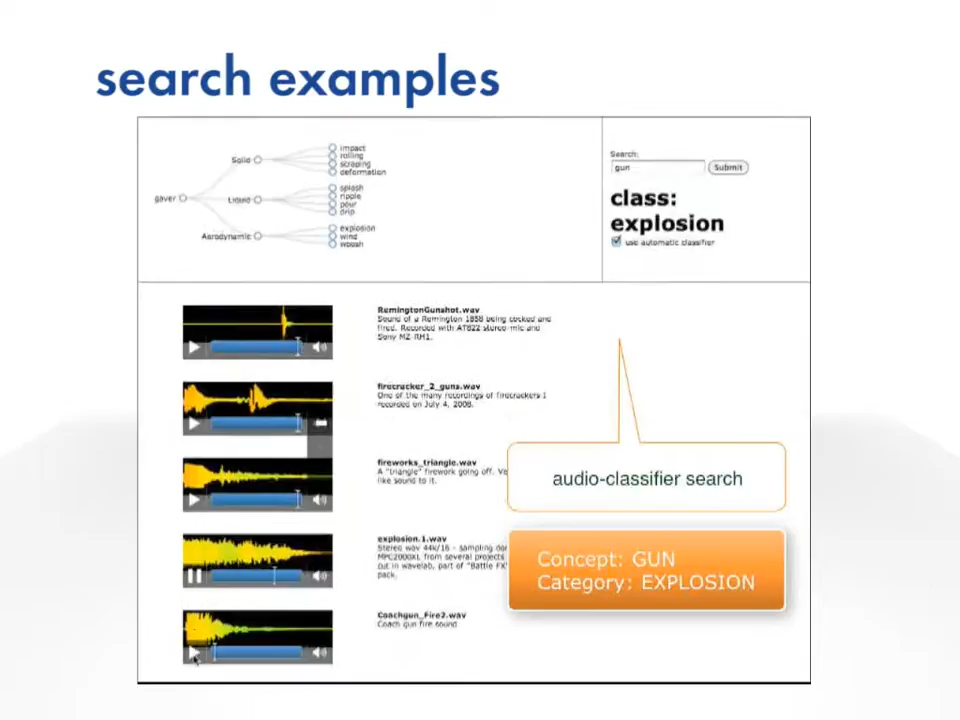 search examples
gaver
Solid
impact
rolling
scraping
deformation
Liquid
splash
ripple
pour
drip
Aerodynamic
explosion
wind
woosh
Search:
gun
Submit
class:
explosion
use automatic classifier
RemingtonGunshot.wav
Sound of a Remington 1858 being cocked and
fired. Recorded with AT822 stereo-mic and
Sony MZ-RH1.
firecracker_2_guns.wav
One of the many recordings of firecrackers I
recorded on July 4, 2008.
fireworks_triangle.wav
A "triangle" firework going off. Ve
like sound to it.
explosion.1.wav
Stereo wav 44k/16 - sampling dor
MPC2000XL from several projects
cut in wavelab, part of "Battle FX"
pack.
Coachgun_Fire2.wav
Coach gun fire sound
audio-classifier search
Concept: GUN
Category: EXPLOSION